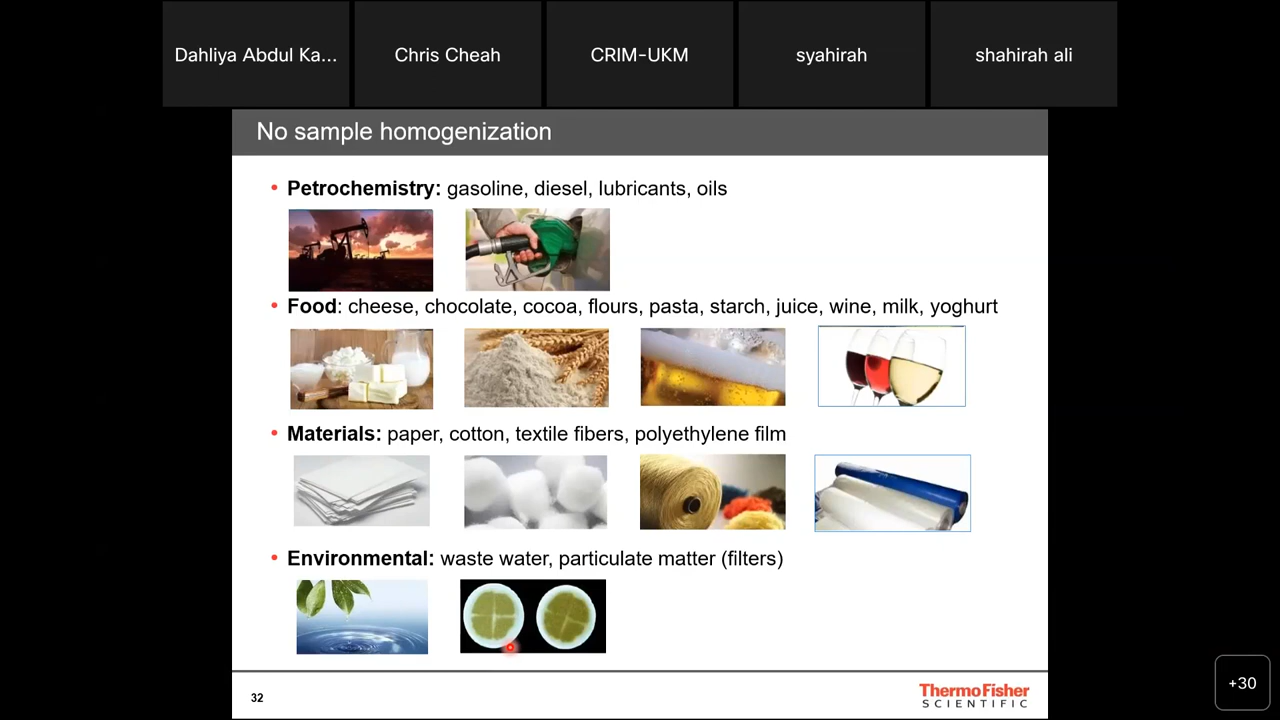 Dahliya Abdul Ka...
Chris Cheah
CRIM-UKM
syahirah
shahirah ali
No sample homogenization
• Petrochemistry: gasoline, diesel, lubricants, oils
• Food: cheese, chocolate, cocoa, flours, pasta, starch, juice, wine, milk, yoghurt
• Materials: paper, cotton, textile fibers, polyethylene film
• Environmental: waste water, particulate matter (filters)
32
ThermoFisher
SCIENTIFIC
+30